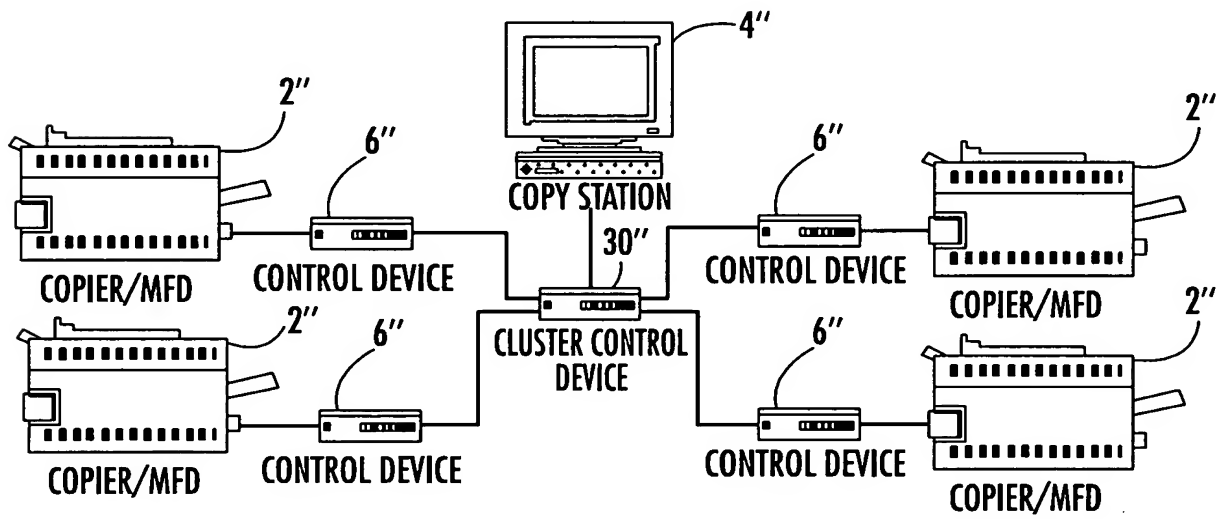 4"
2"
6"
6"
2"
COPY STATION
30"
COPIER/MFD
CONTROL DEVICE
CONTROL DEVICE
COPIER/MFD
2"
6"
CLUSTER CONTROL
DEVICE
6"
2"
COPIER/MFD
CONTROL DEVICE
CONTROL DEVICE
COPIER/MFD